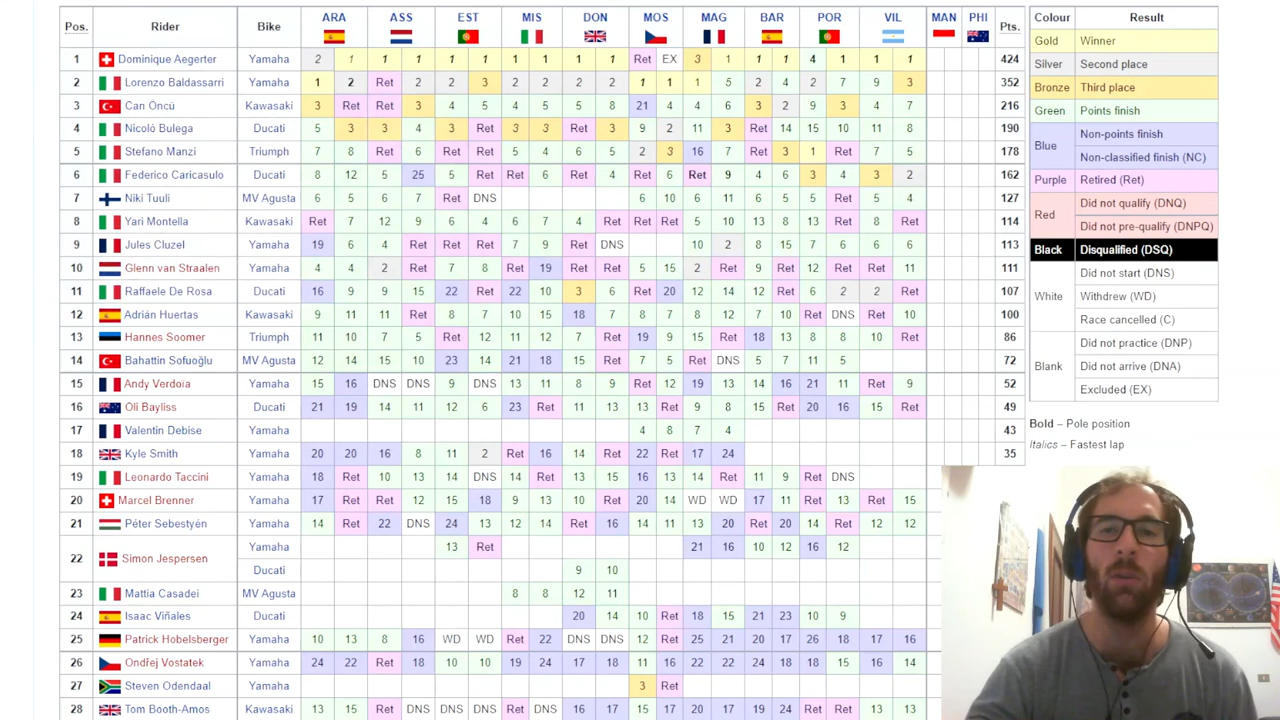 Pos. Rider Bike ARA ASS EST MIS DON MOS MAG BAR POR VIL MAN PHI Pts.
1 Dominique Aegerter Yamaha 2 1 1 1 1 1 1 1 1 1 Ret EX 3 1 1 1 4 1 1 1 424
2 Lorenzo Baldassarri Yamaha 1 2 Ret 2 2 3 2 2 2 2 1 1 1 5 2 4 2 7 9 3 352
3 Can Öncü Kawasaki 3 Ret Ret 3 4 5 4 5 4 4 21 4 4 6 3 2 9 3 4 7 216
4 Nicoló Bulega Ducati 5 3 3 4 3 Ret 3 3 Ret 3 9 2 11 3 Ret 14 15 10 11 8 190
5 Stefano Manzi Triumph 7 8 Ret Ret Ret 5 4 6 5 2 3 16 7 Ret 3 1 Ret 7 5 178
6 Federico Caricasulo Ducati 8 12 5 25 5 Ret Ret 6 Ret 4 Ret 6 Ret 9 4 6 3 4 3 2 162
7 Niki Tuuli MV Agusta 6 5 6 7 Ret DNS 6 10 6 11 6 5 5 Ret 5 4 127
8 Yari Montella Kawasaki Ret 7 12 9 6 4 6 7 4 Ret Ret Ret 5 10 13 8 13 Ret 8 Ret 114
9 Jules Cluzel Yamaha 19 6 4 Ret Ret Ret 7 9 Ret DNS 10 2 8 15 7 6 6 6 113
10 Glenn van Straalen Yamaha 4 4 2 Ret 7 8 Ret Ret Ret 5 15 2 Ret 9 Ret 12 Ret Ret 11 111
11 Raffaele De Rosa Ducati 16 9 9 22 Ret 22 10 3 6 Ret 20 12 14 12 Ret 6 2 2 Ret 107
12 Adrián Huertas Kawasaki 9 11 11 Ret 8 7 10 18 7 8 7 8 12 7 10 Ret DNS Ret 10 100
13 Hannes Soomer Triumph 11 10 7 5 Ret 12 11 7 Ret 19 9 15 Ret 18 13 8 86
14 Bahattin Sofuoğlu MV Agusta 12 14 15 10 23 14 21 18 15 Ret 7 5 Ret DNS 5 7 11 5 72
15 Andy Verdoïa Yamaha 15 16 DNS DNS 9 DNS 13 11 8 9 Ret 12 19 13 14 16 21 11 Ret 9 52
16 Oli Bayliss Ducati 21 19 14 11 12 6 23 Ret 11 13 13 Ret 9 15 Ret 20 16 15 Ret 49
17 Valentin Debise Yamaha 4 8 7 4 43
18 Kyle Smith Yamaha 20 20 16 8 11 2 Ret 16 14 Ret 22 Ret 17 24 35
19 Leonardo Taccini Yamaha 18 Ret 10 13 14 DNS 14 Ret 13 15 16 13 14 Ret 11 9 Ret DNS
20 Marcel Brenner Yamaha 17 Ret Ret 12 15 18 9 9 10 Ret 20 14 WD WD 17 11 Ret 13 Ret 15
21 Péter Sebestyén Yamaha 14 Ret 22 DNS 24 13 12 12 Ret 16 14 11 13 20 Ret 20 Ret 12 12
22 Simon Jespersen Yamaha 13 Ret 21 16 10 12 16 12
Ducati 9 10
23 Mattia Casadei MV Agusta 8 8 12 11
24 Isaac Viñales Ducati 20 14 10 Ret 18 15 21 23 10 9
25 Patrick Hobelsberger Yamaha 10 13 8 16 WD WD Ret DNS DNS 12 Ret 25 21 20 17 26 18 17 16
26 Ondřej Vostatek Yamaha 24 22 Ret 18 10 10 19 17 18 11 16 22 22 24 18 Ret 15 16 14
27 Steven Odendaal Yamaha 3 Ret
28 Tom Booth-Amos Kawasaki 13 15 Ret DNS DNS DNS 16 17 15 17 20 17 19 24 Ret 13 13
Colour Result
Gold Winner
Silver Second place
Bronze Third place
Green Points finish
Blue Non-points finish
Non-classified finish (NC)
Purple Retired (Ret)
Red Did not qualify (DNQ)
Did not pre-qualify (DNPQ)
Black Disqualified (DSQ)
White Did not start (DNS)
Withdrew (WD)
Race cancelled (C)
Blank Did not practice (DNP)
Did not arrive (DNA)
Excluded (EX)
Bold – Pole position
Italics – Fastest lap